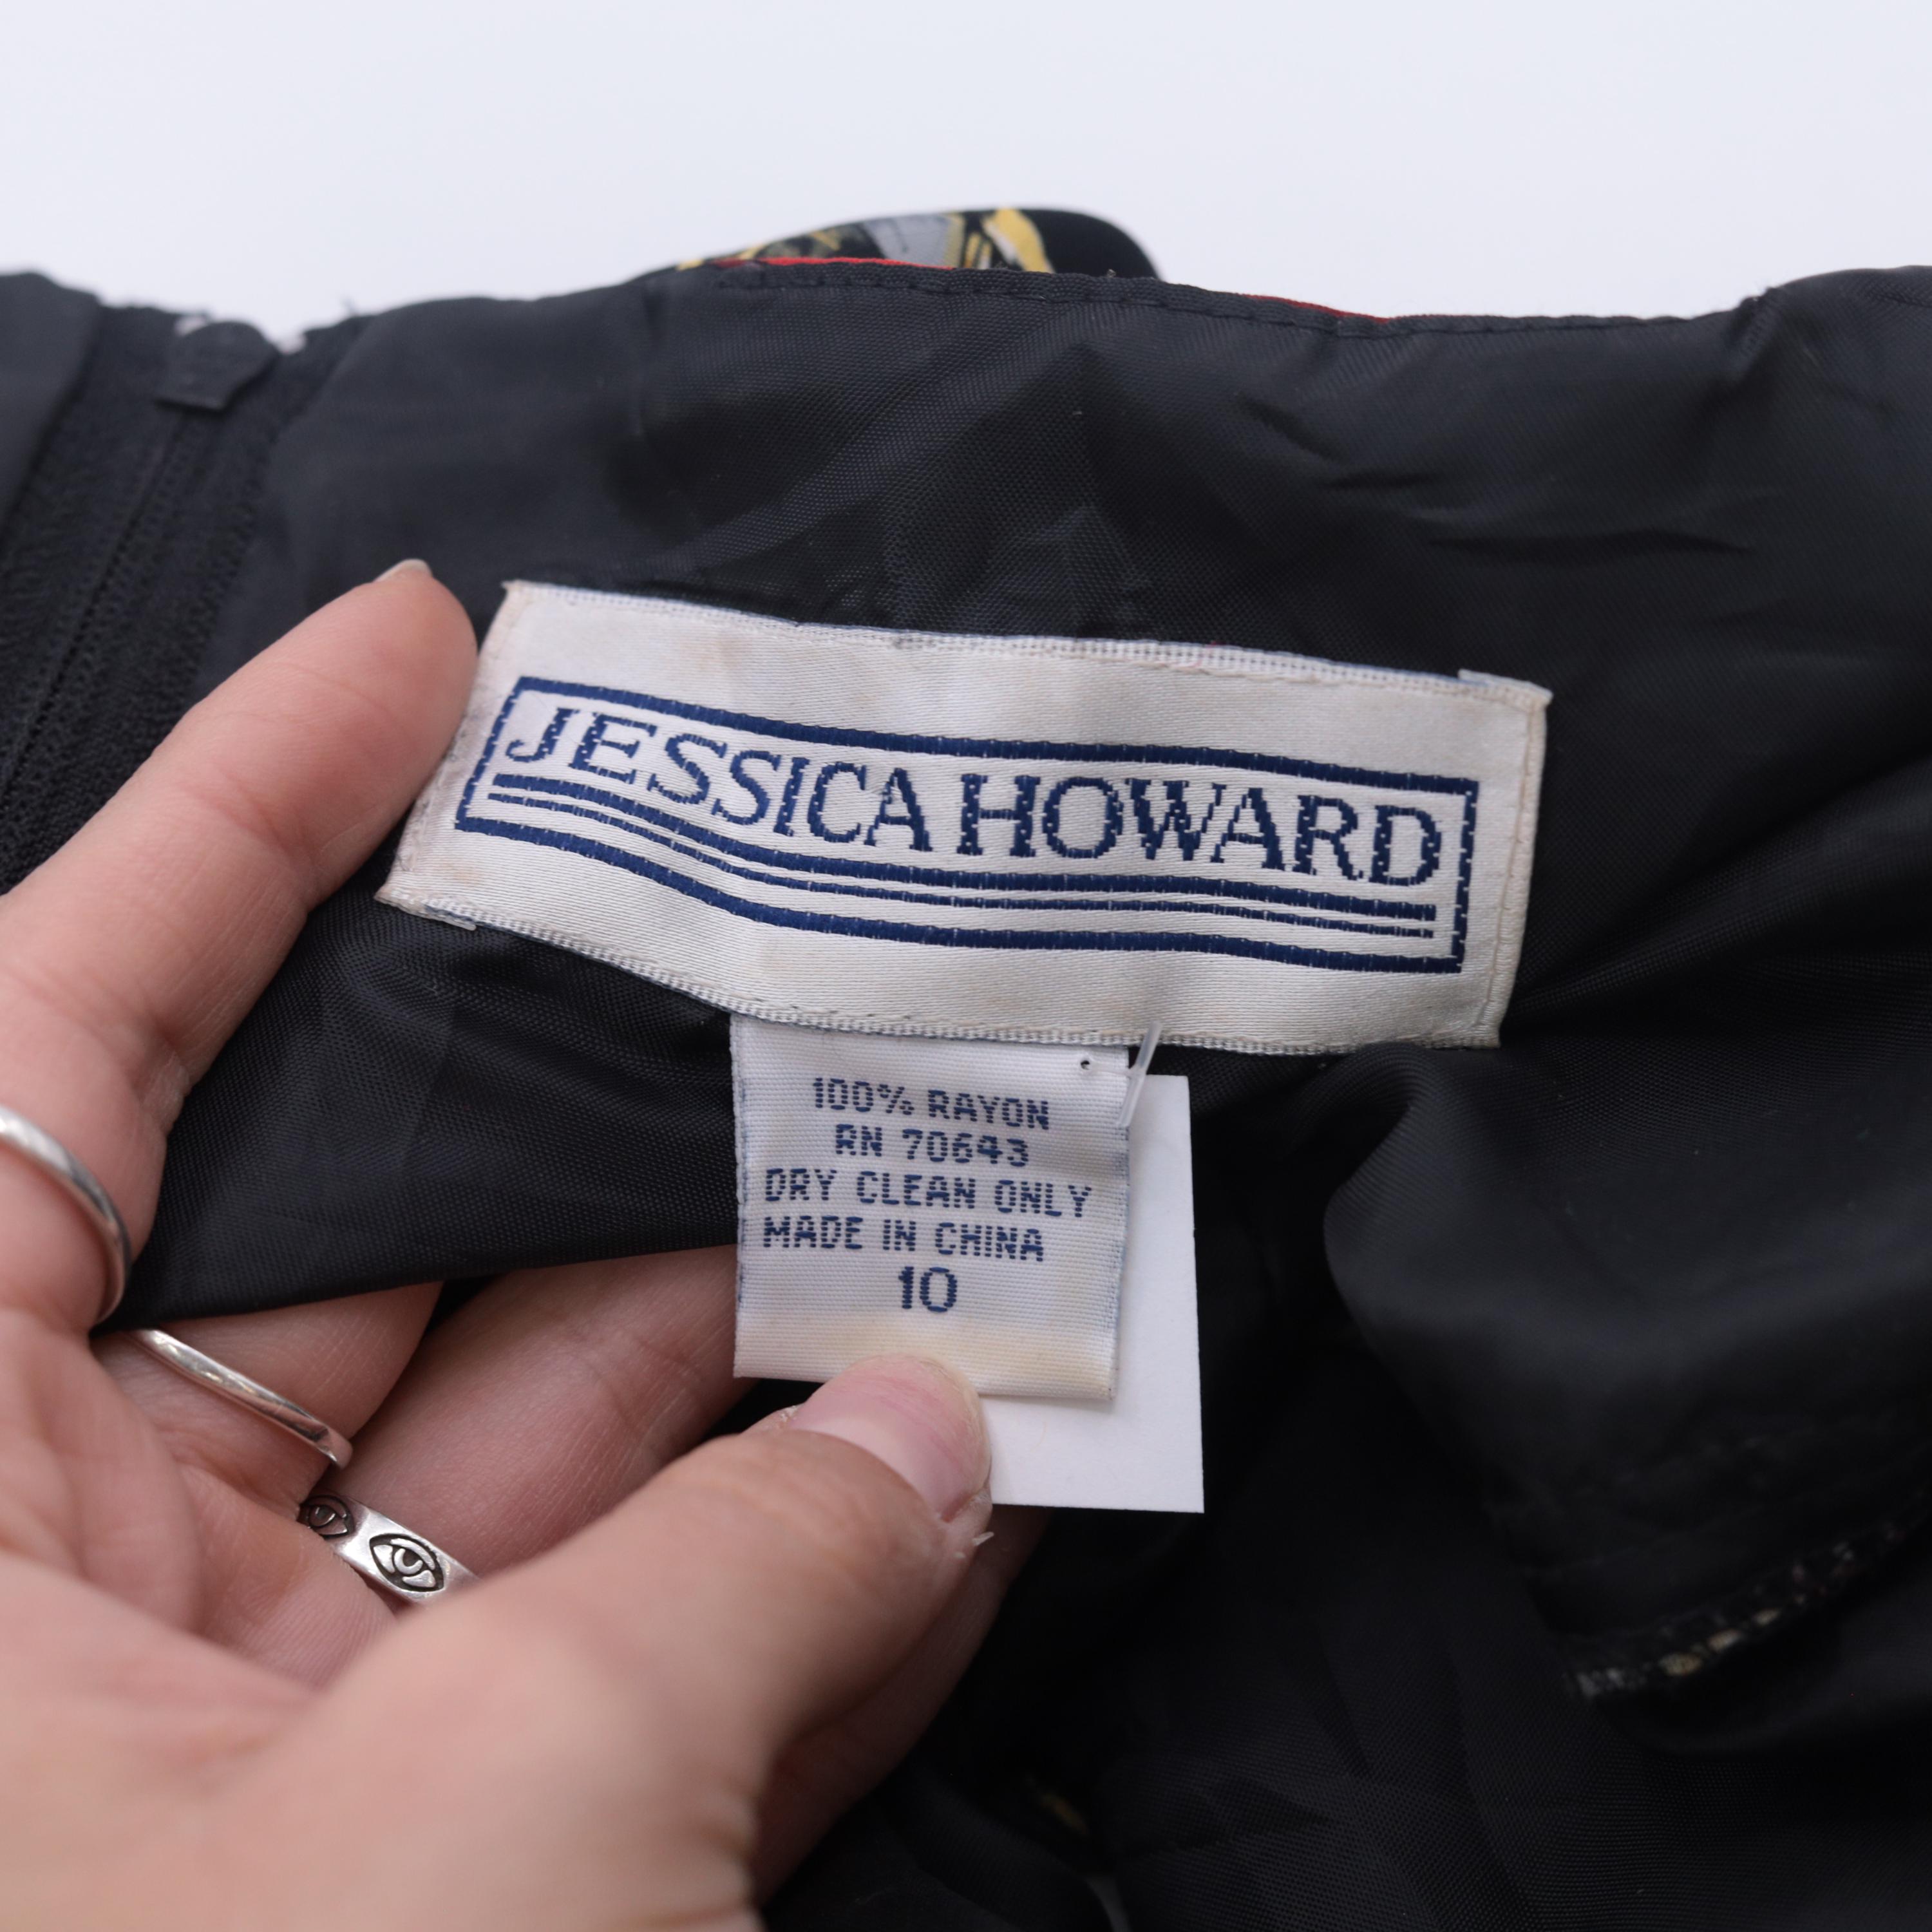 JESSICA HOWARD
100% RAYON
RN 70643
DRY CLEAN ONLY
MADE IN CHINA
10